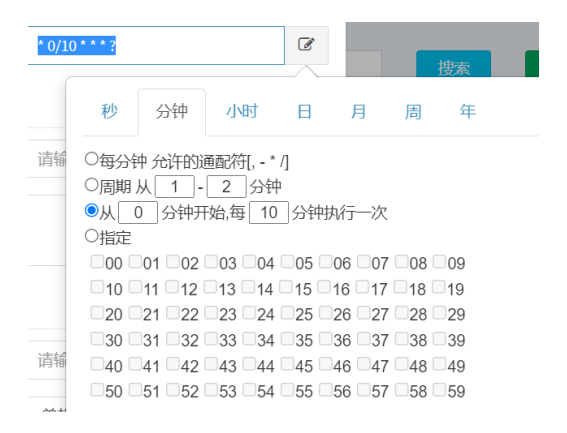 * 0/10 * * * ?
搜索
秒 分钟 小时 日 月 周 年
请输
每分钟 允许的通配符[, - * /]
周期 从 1 - 2 分钟
从 0 分钟开始,每 10 分钟执行一次
指定
00 01 02 03 04 05 06 07 08 09
10 11 12 13 14 15 16 17 18 19
20 21 22 23 24 25 26 27 28 29
30 31 32 33 34 35 36 37 38 39
请输
40 41 42 43 44 45 46 47 48 49
50 51 52 53 54 55 56 57 58 59